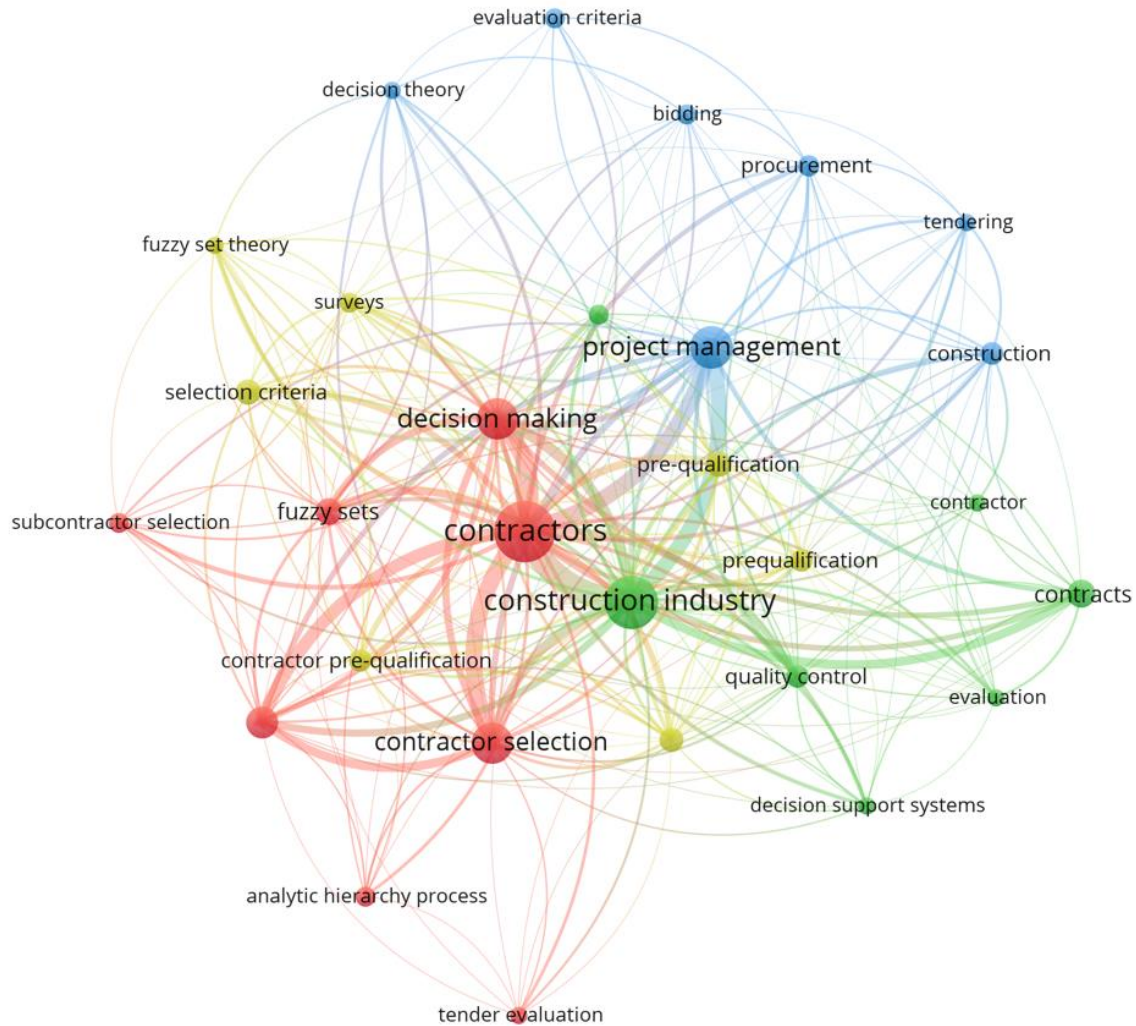 evaluation criteria
decision theory
bidding
procurement
tendering
fuzzy set theory
surveys
project management
construction
selection criteria
decision making
pre-qualification
contractor
subcontractor selection
fuzzy sets
contractors
prequalification
construction industry
contracts
contractor pre-qualification
quality control
evaluation
contractor selection
decision support systems
analytic hierarchy process
tender evaluation